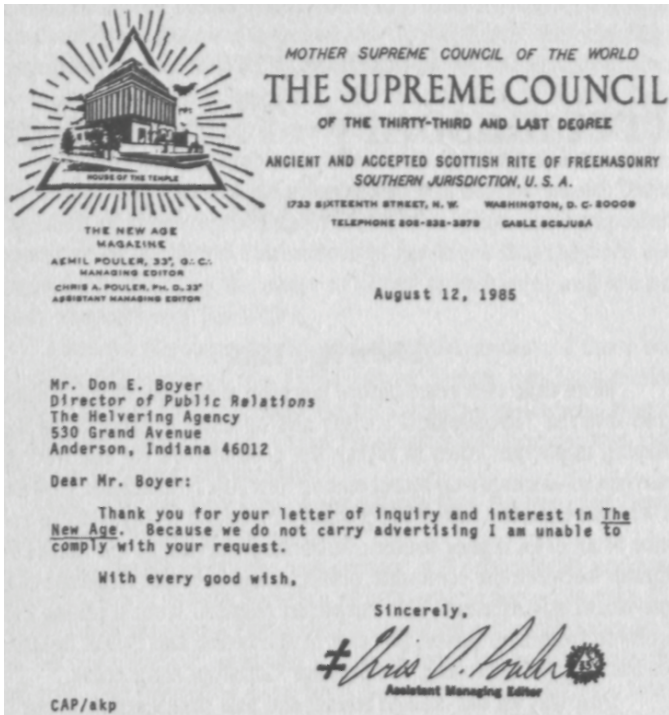 MOTHER SUPREME COUNCIL OF THE WORLD
THE SUPREME COUNCIL
OF THE THIRTY-THIRD AND LAST DEGREE
ANCIENT AND ACCEPTED SCOTTISH RITE OF FREEMASONRY
SOUTHERN JURISDICTION, U. S. A.
1733 SIXTEENTH STREET, N. W. WASHINGTON, D. C. 20009
TELEPHONE 202-232-3579 CABLE SCSJUSA
HOUSE OF THE TEMPLE
THE NEW AGE
MAGAZINE
AEMIL POULER, 33°, G. C.
MANAGING EDITOR
CHRIS A. POULER, PH. D., 33°
ASSISTANT MANAGING EDITOR
August 12, 1985
Mr. Don E. Boyer
Director of Public Relations
The Helvering Agency
530 Grand Avenue
Anderson, Indiana 46012
Dear Mr. Boyer:
Thank you for your letter of inquiry and interest in The
New Age. Because we do not carry advertising I am unable to
comply with your request.
With every good wish,
Sincerely,
Chris A. Pouler
Assistant Managing Editor
CAP/akp